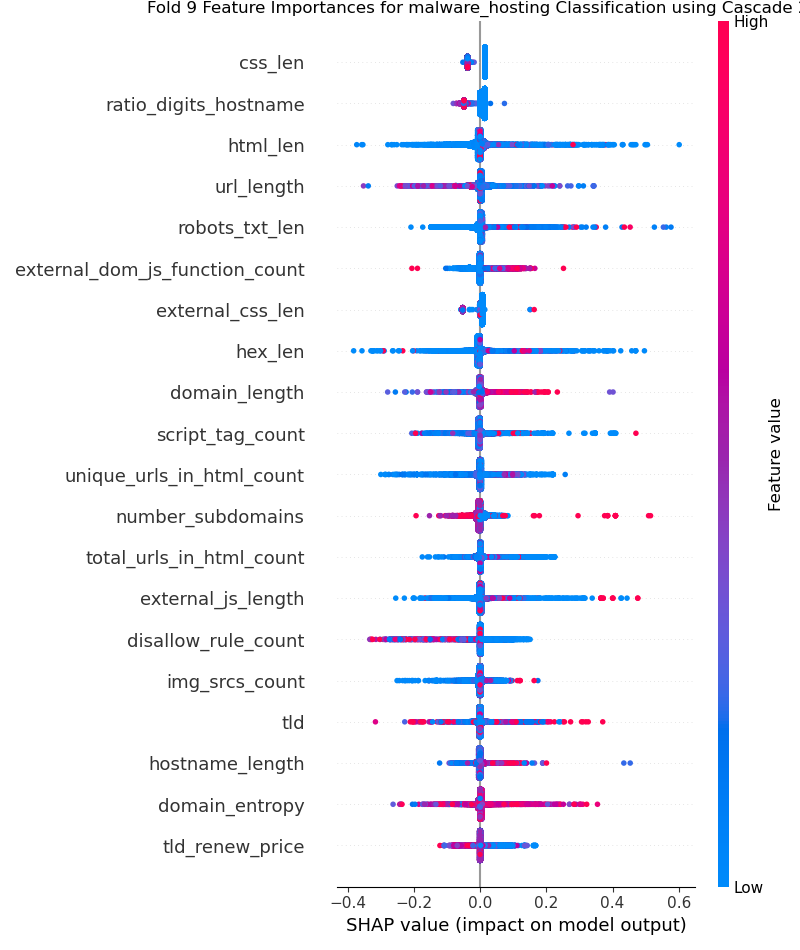 Fold 9 Feature Importances for malware_hosting Classification using Cascade
High
css_len
ratio_digits_hostname
html_len
url_length
robots_txt_len
external_dom_js_function_count
external_css_len
hex_len
domain_length
script_tag_count
unique_urls_in_html_count
number_subdomains
total_urls_in_html_count
external_js_length
disallow_rule_count
img_srcs_count
tld
hostname_length
domain_entropy
tld_renew_price
Feature value
Low
−0.4 −0.2 0.0 0.2 0.4 0.6
SHAP value (impact on model output)